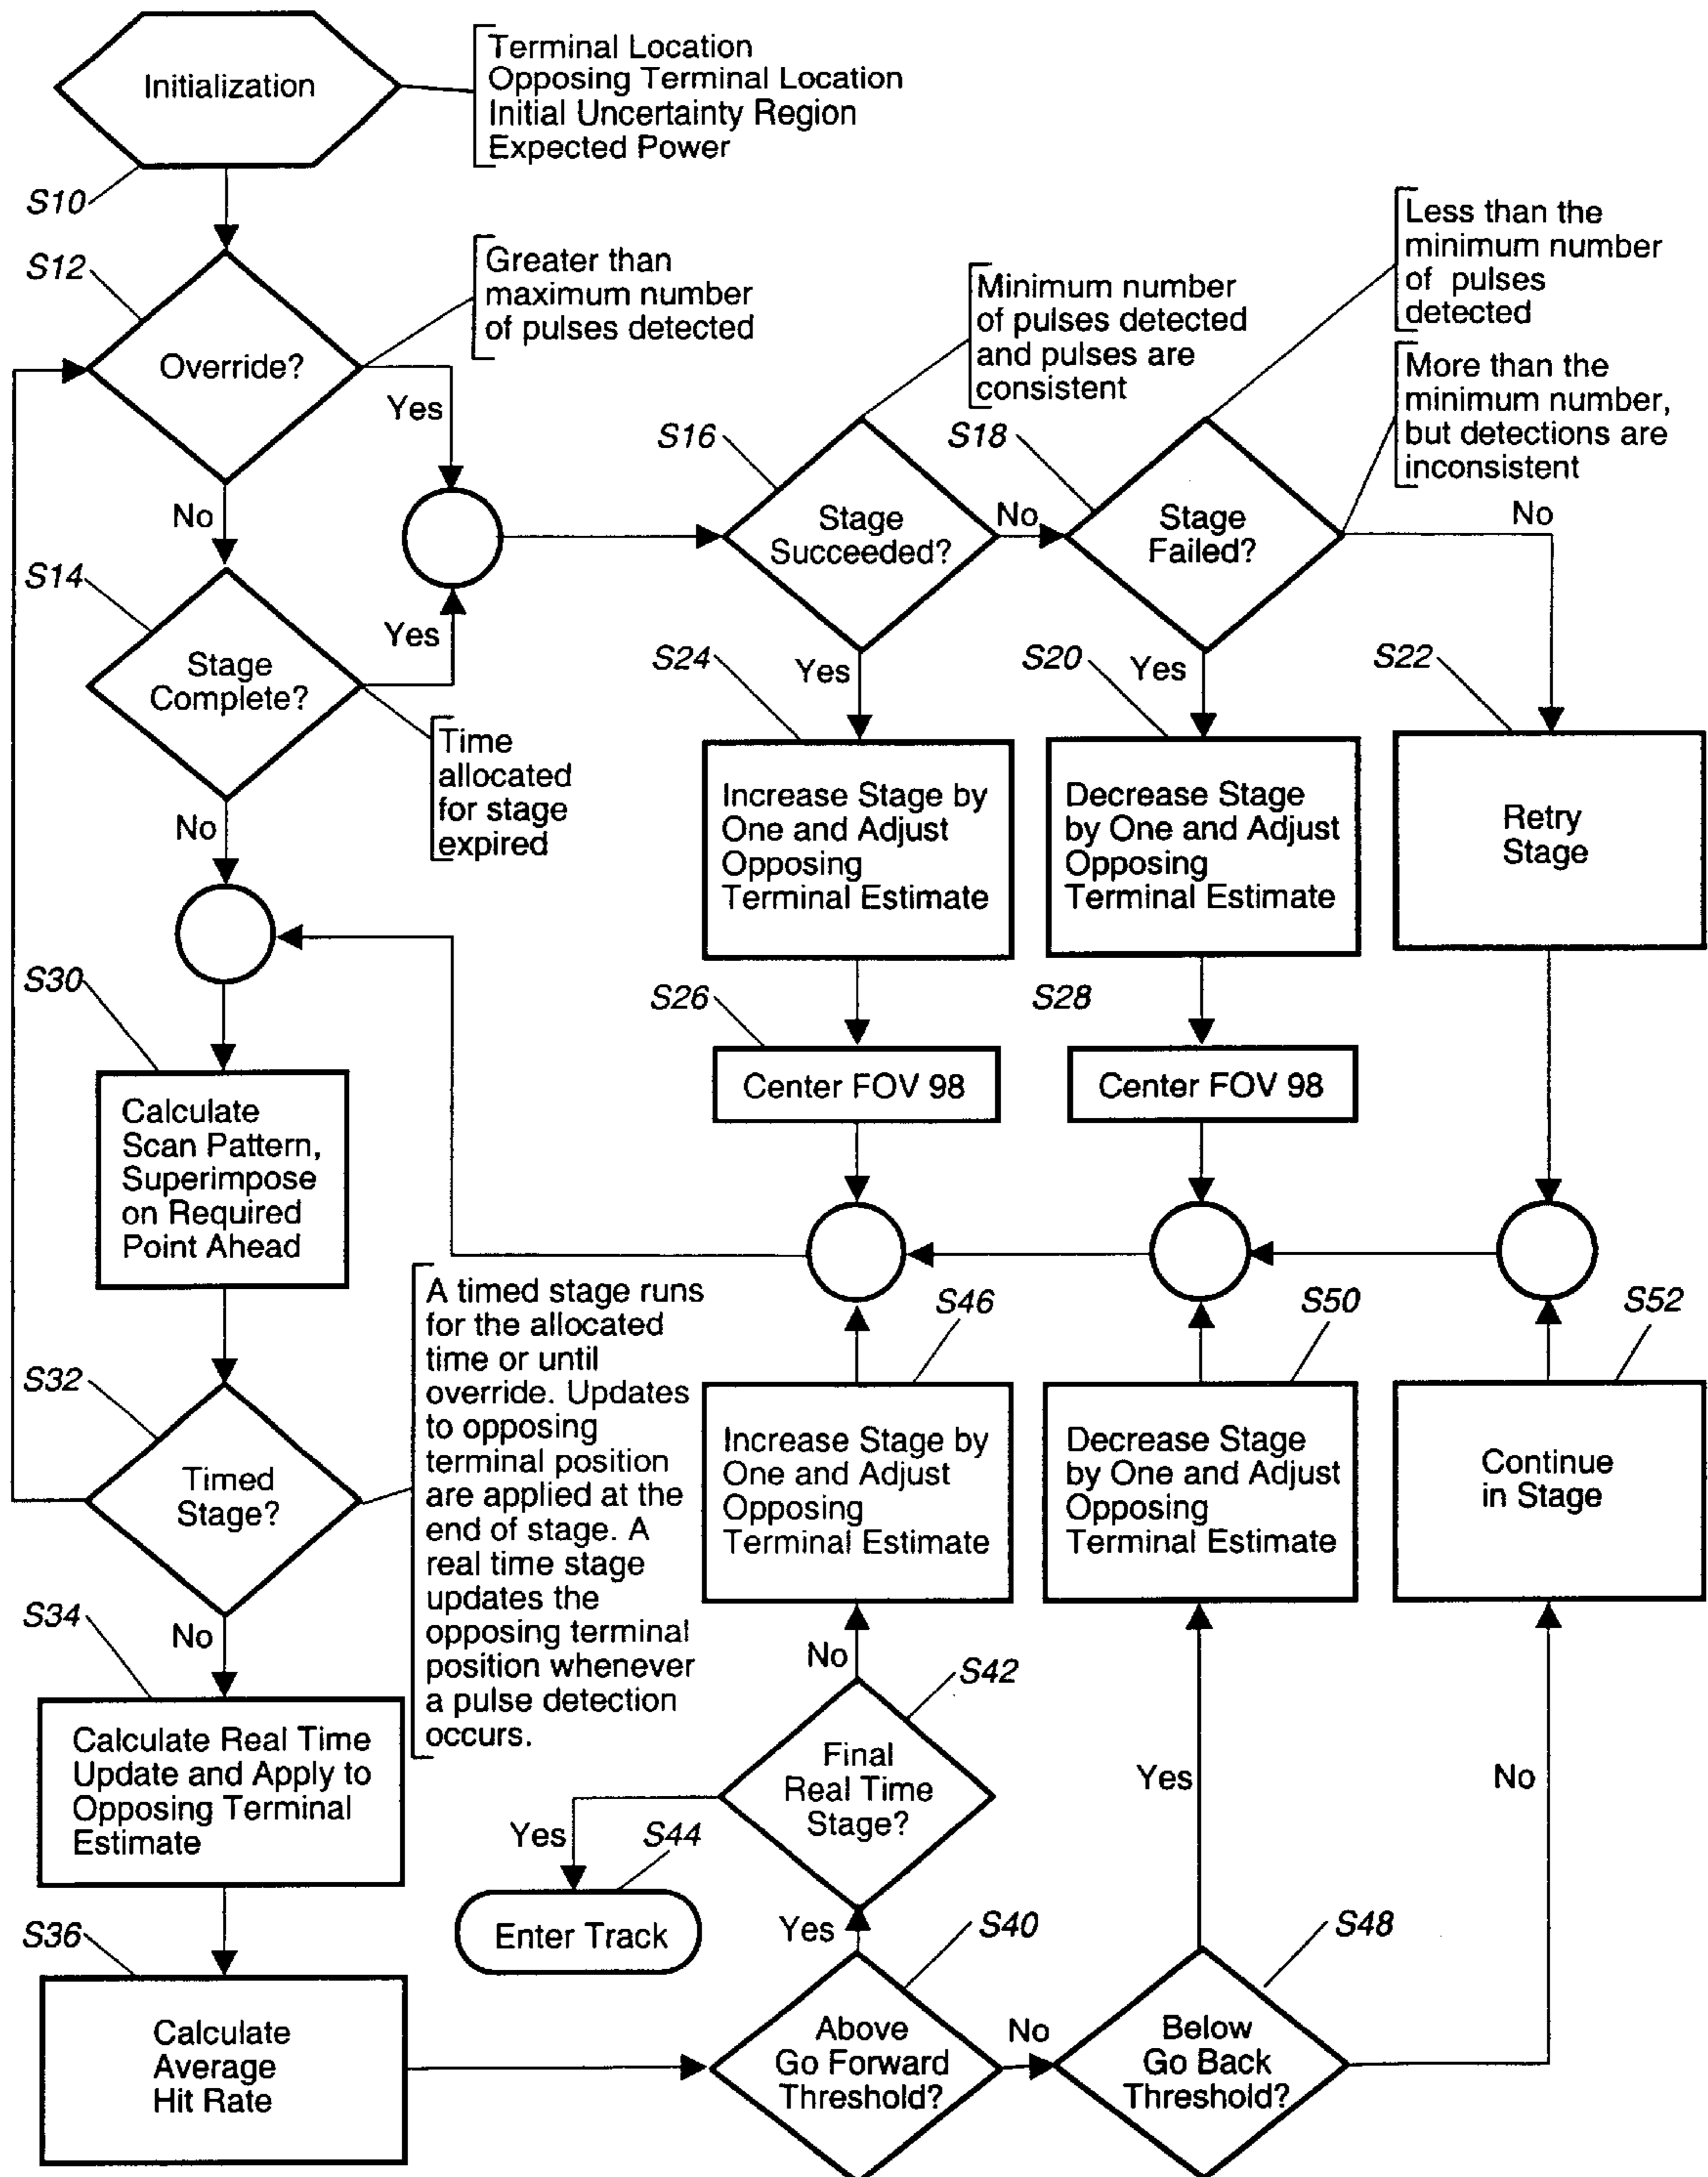 Initialization
Terminal Location
Opposing Terminal Location
Initial Uncertainty Region
Expected Power
S10
S12
Override?
Greater than
maximum number
of pulses detected
Yes
No
S14
Stage
Complete?
Yes
Time
allocated
for stage
expired
No
S16
Stage
Succeeded?
Minimum number
of pulses detected
and pulses are
consistent
No
S18
Stage
Failed?
Less than the
minimum number
of pulses
detected
More than the
minimum number,
but detections are
inconsistent
No
S24
Yes
Increase Stage by
One and Adjust
Opposing
Terminal Estimate
S20
Yes
Decrease Stage
by One and Adjust
Opposing
Terminal Estimate
S22
Retry
Stage
S26
Center FOV 98
S28
Center FOV 98
S30
Calculate
Scan Pattern,
Superimpose
on Required
Point Ahead
S32
Timed
Stage?
A timed stage runs
for the allocated
time or until
override. Updates
to opposing
terminal position
are applied at the
end of stage. A
real time stage
updates the
opposing terminal
position whenever
a pulse detection
occurs.
No
S34
Calculate Real Time
Update and Apply to
Opposing Terminal
Estimate
S36
Calculate
Average
Hit Rate
S46
Increase Stage by
One and Adjust
Opposing
Terminal Estimate
S50
Decrease Stage
by One and Adjust
Opposing
Terminal Estimate
S52
Continue
in Stage
No
S42
Final
Real Time
Stage?
Yes
S44
Enter Track
Yes
No
Yes
S40
Above
Go Forward
Threshold?
No
S48
Below
Go Back
Threshold?